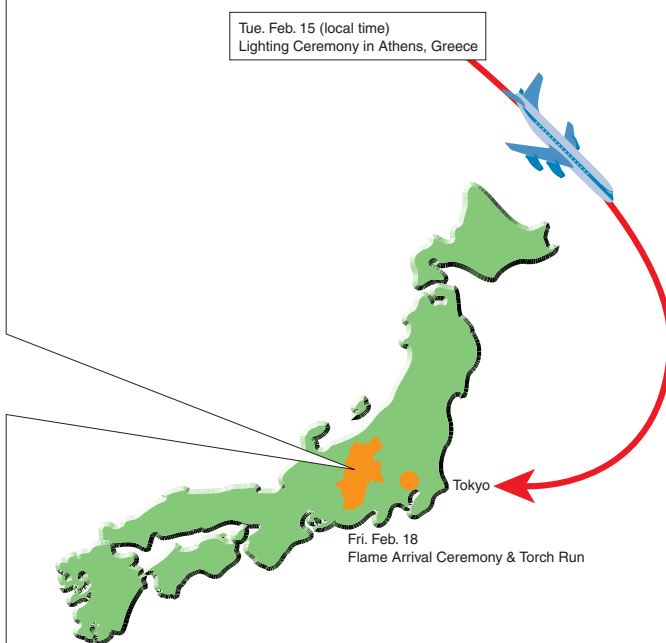 Tue. Feb. 15 (local time)
Lighting Ceremony in Athens, Greece
Tokyo
Fri. Feb. 18
Flame Arrival Ceremony & Torch Run